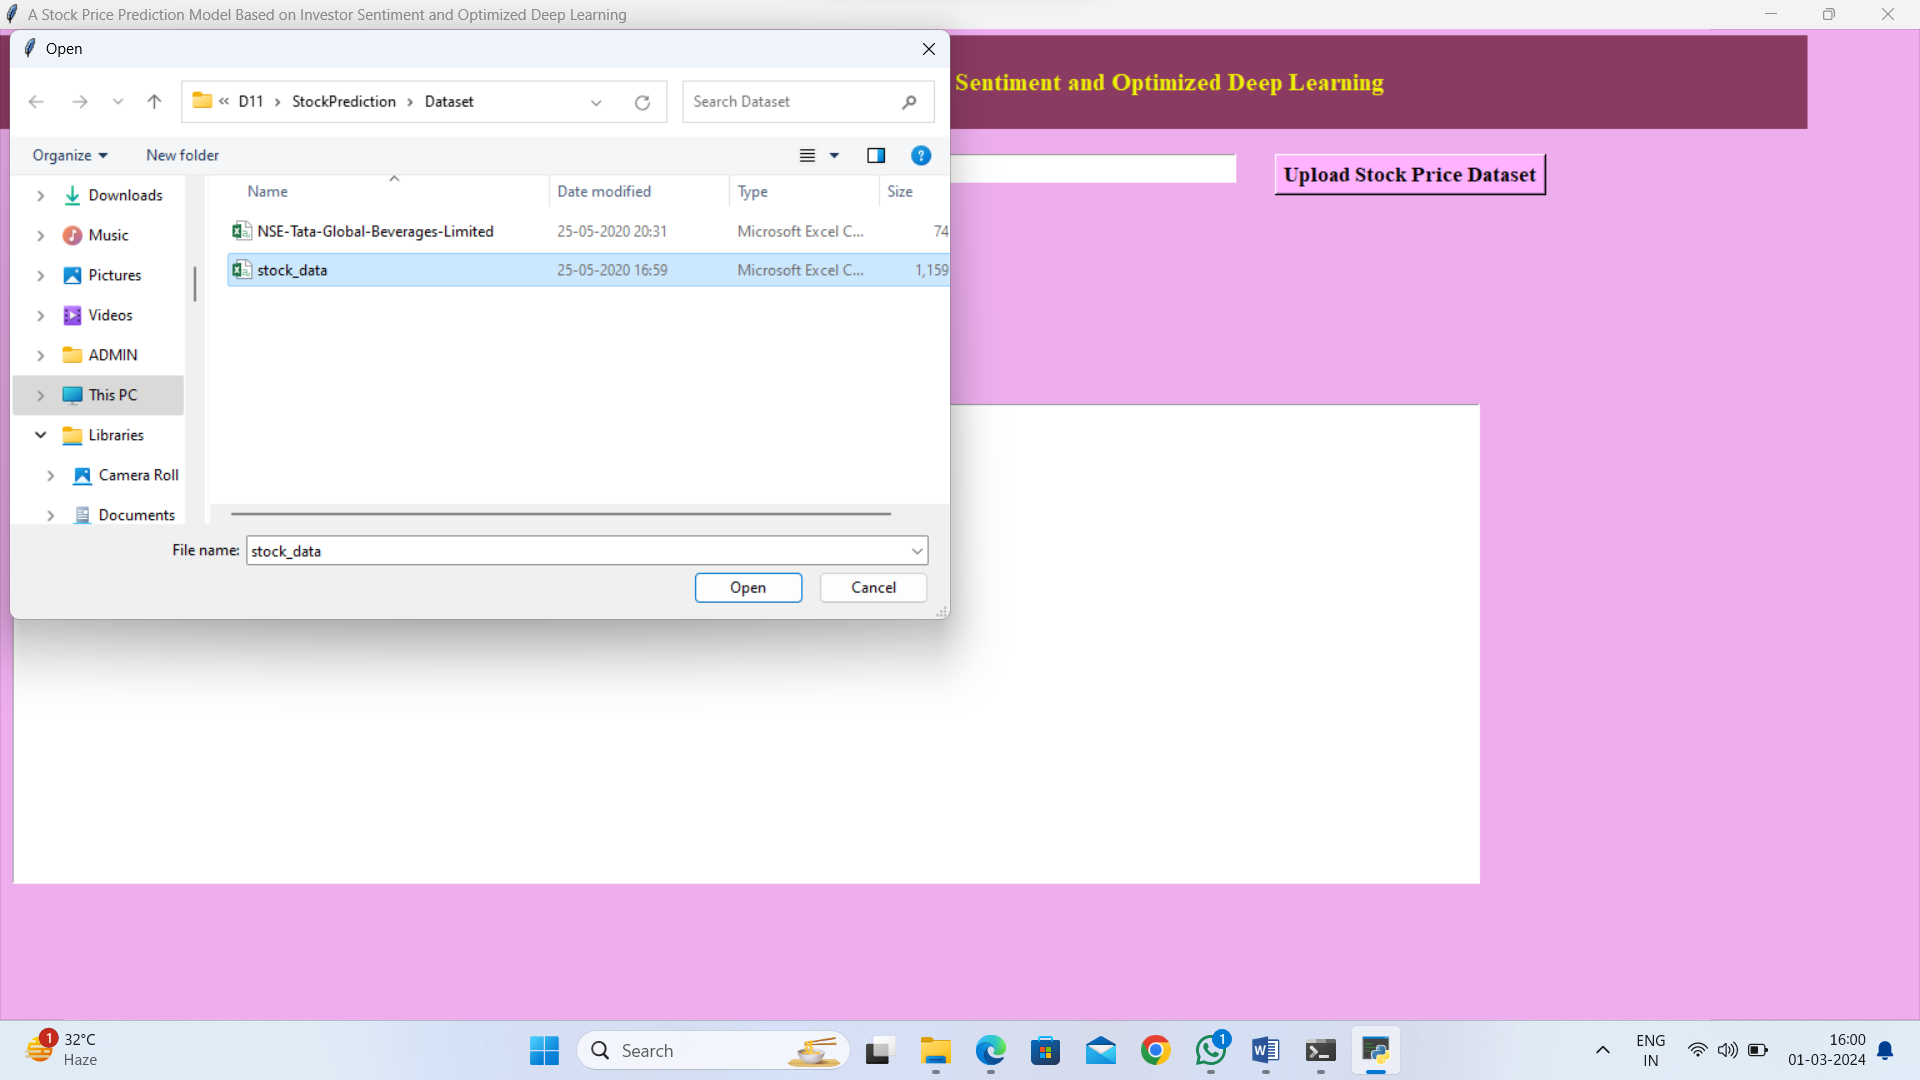 A Stock Price Prediction Model Based on Investor Sentiment and Optimized Deep Learning
Open
Sentiment and Optimized Deep Learning
« D11 › StockPrediction › Dataset
Search Dataset
Organize
New folder
Upload Stock Price Dataset
Name
Date modified
Type
Size
Downloads
Music
Pictures
Videos
ADMIN
This PC
Libraries
Camera Roll
Documents
NSE-Tata-Global-Beverages-Limited 25-05-2020 20:31 Microsoft Excel C... 74
stock_data 25-05-2020 16:59 Microsoft Excel C... 1,159
File name: stock_data
Open
Cancel
1
32°C
Haze
Search
1
ENG
IN
16:00
01-03-2024